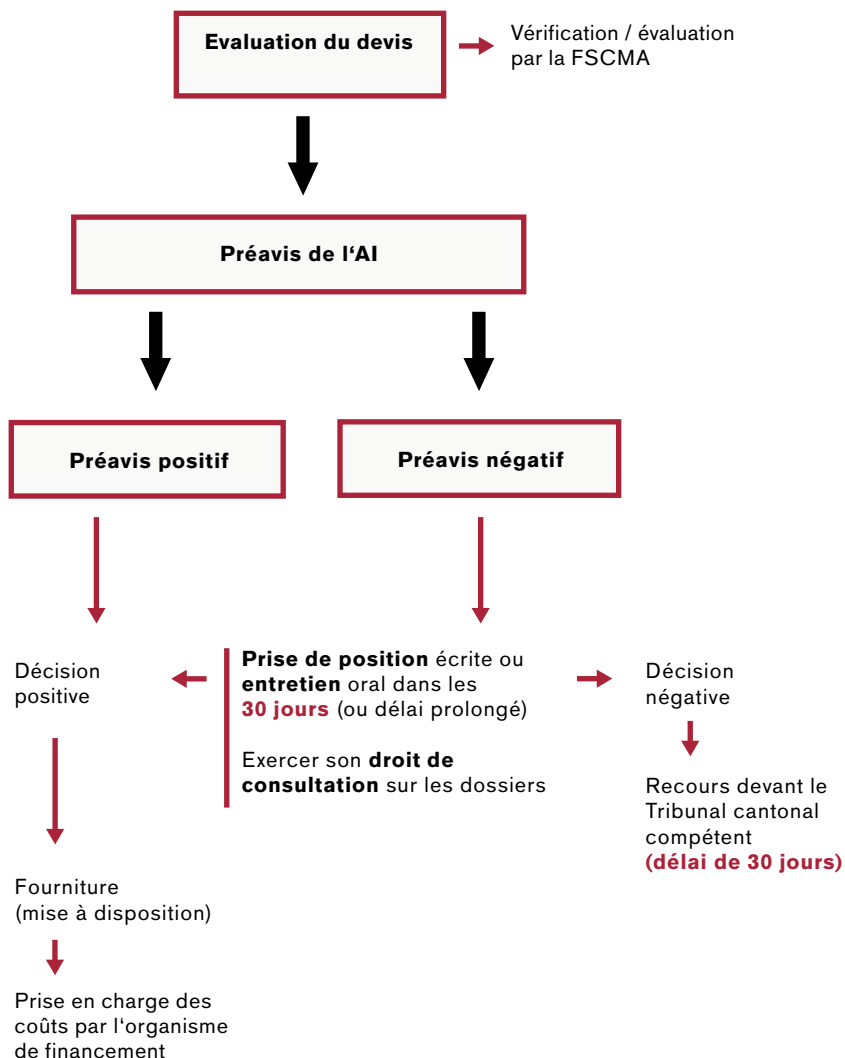 Evaluation du devis
Vérification / évaluation
par la FSCMA
Préavis de l'AI
Préavis positif
Préavis négatif
Décision
positive
Prise de position écrite ou
entretien oral dans les
30 jours (ou délai prolongé)
Exercer son droit de
consultation sur les dossiers
Décision
négative
Recours devant le
Tribunal cantonal
compétent
(délai de 30 jours)
Fourniture
(mise à disposition)
Prise en charge des
coûts par l‘organisme
de financement